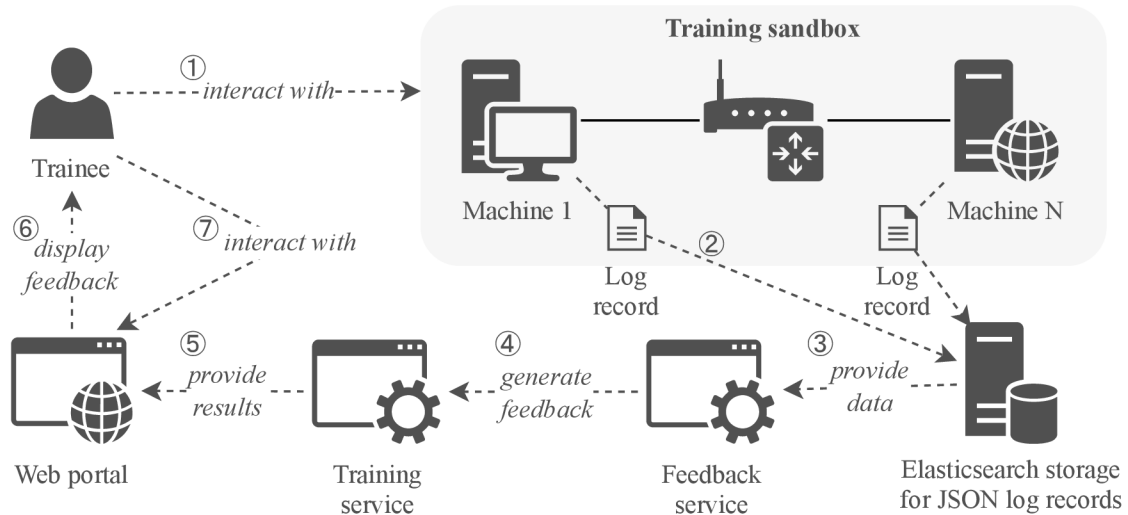 Training sandbox
①
interact with
Trainee
Machine 1
Machine N
⑥
display
feedback
⑦
interact with
②
Log
record
Log
record
⑤
provide
results
④
generate
feedback
③
provide
data
Web portal
Training
service
Feedback
service
Elasticsearch storage
for JSON log records